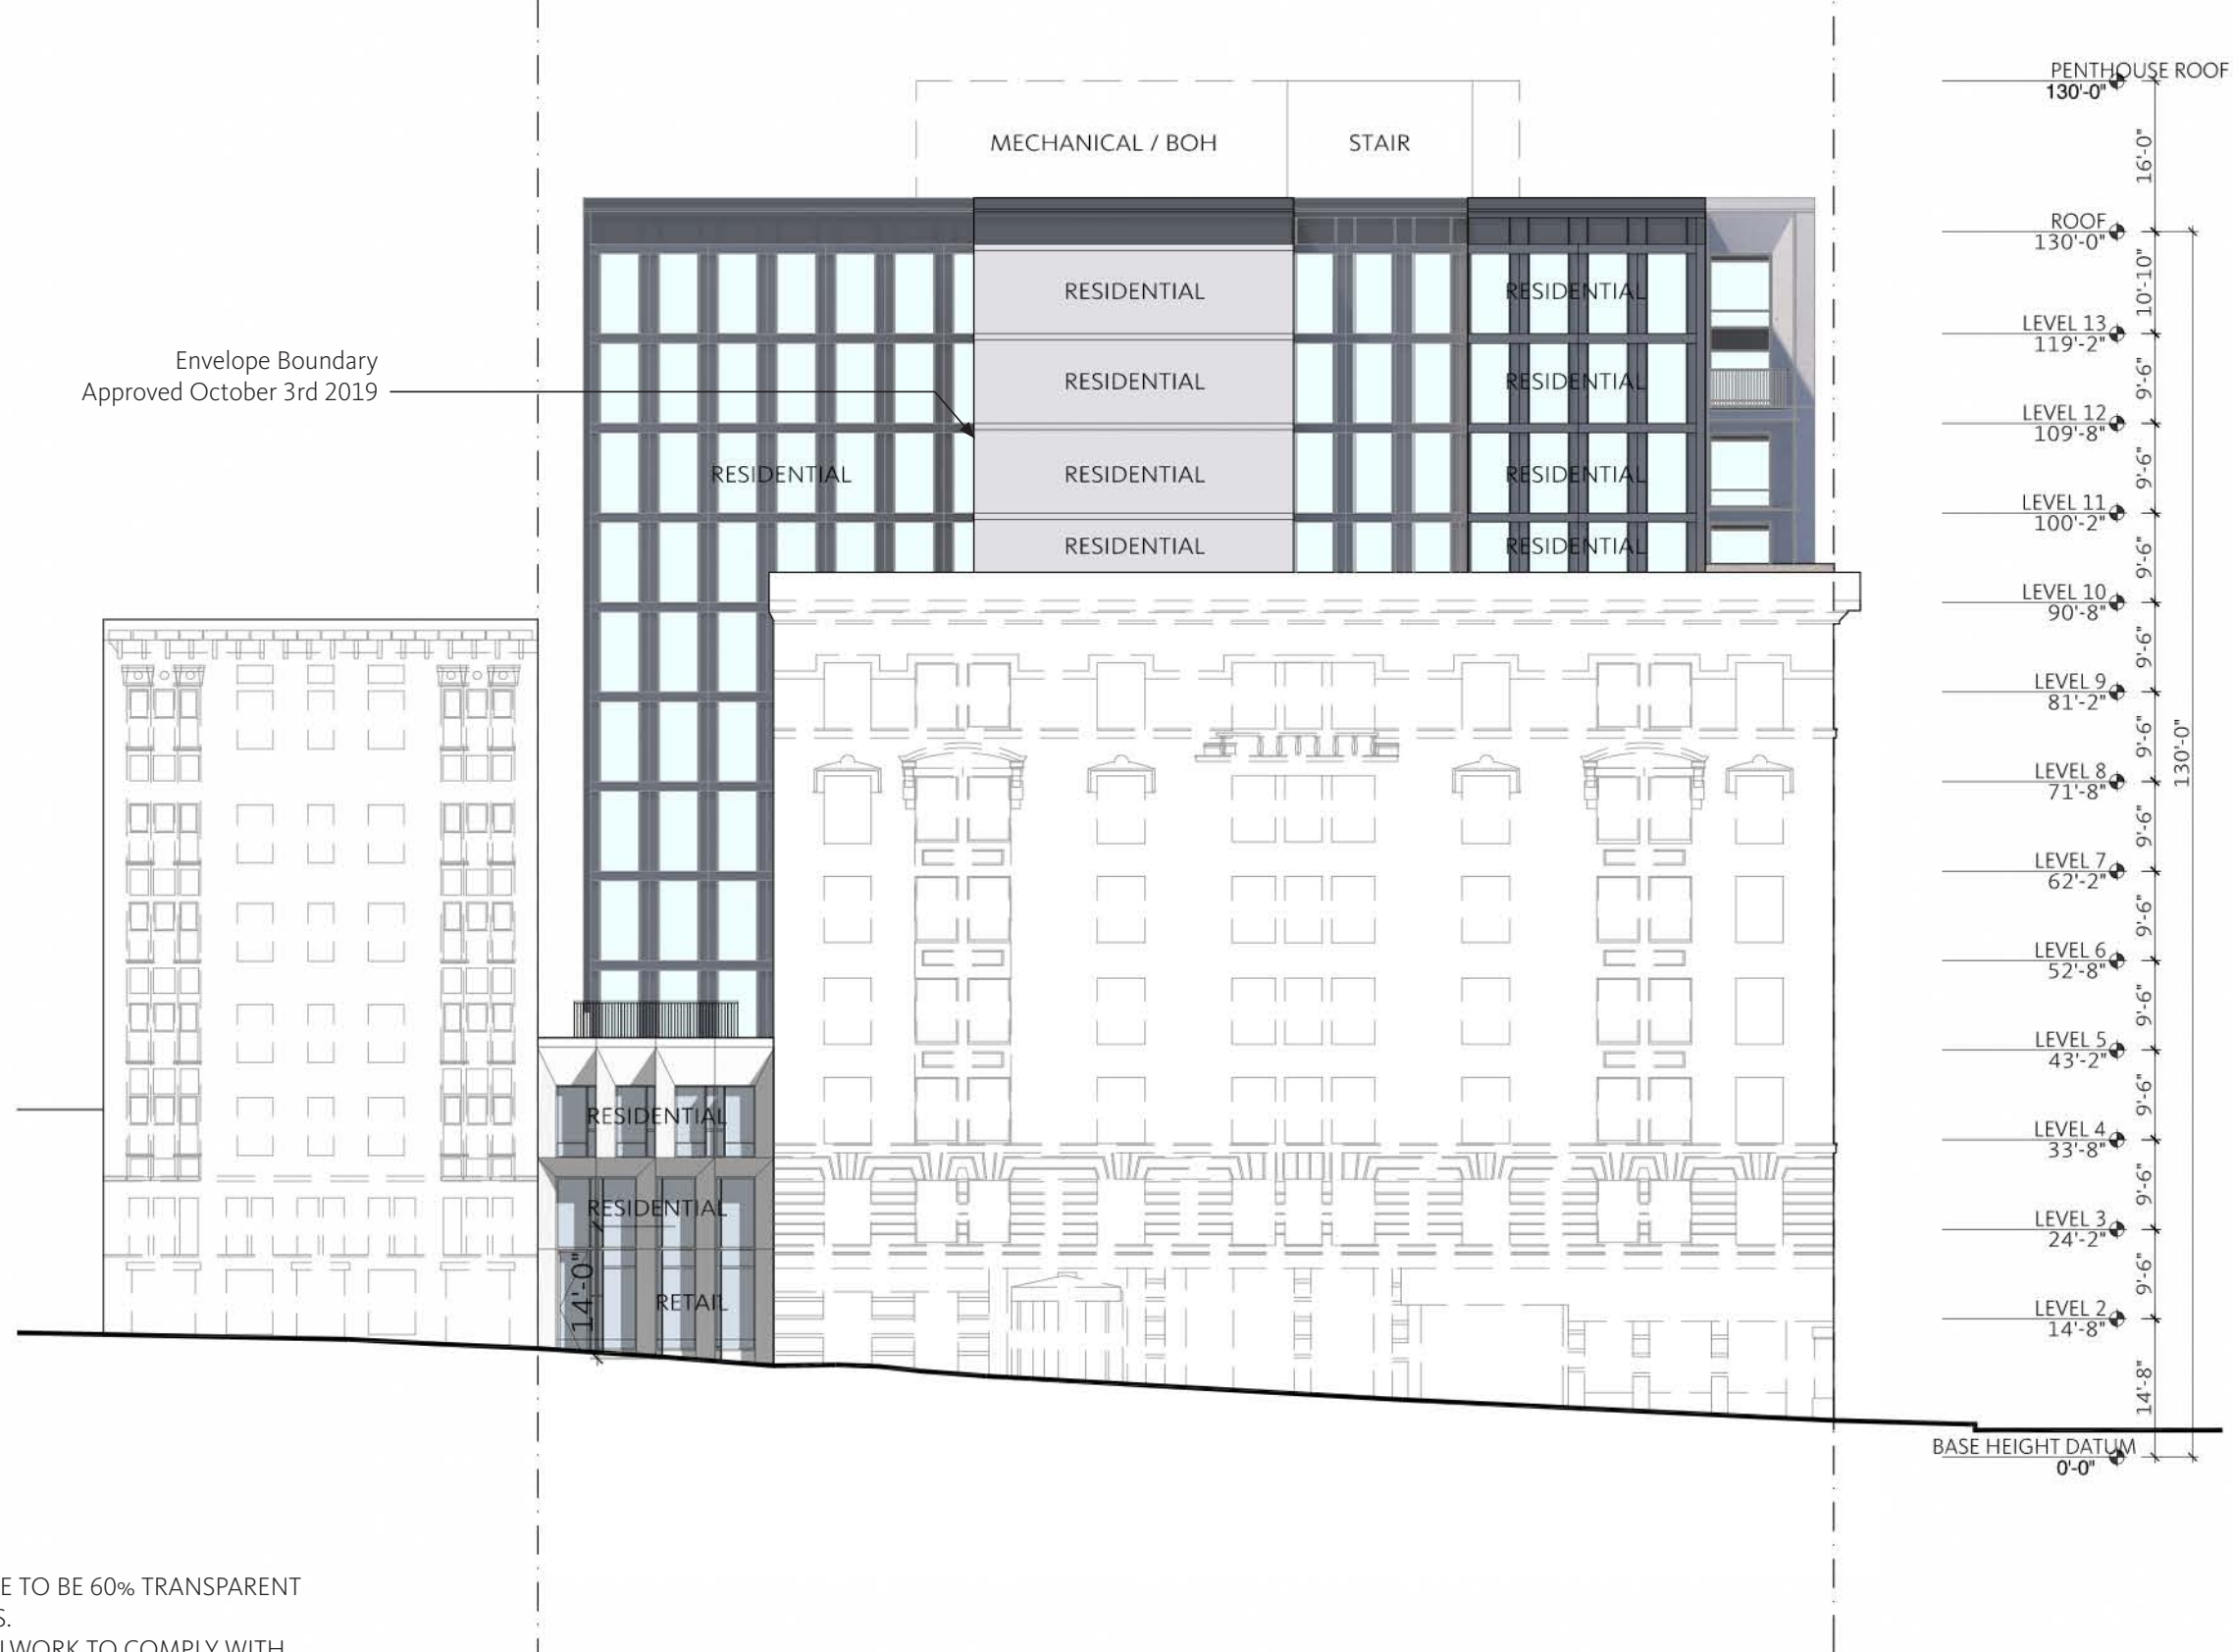 PENTHOUSE ROOF
130'-0"
16'-0"
MECHANICAL / BOH
STAIR
ROOF
130'-0"
10'-10"
RESIDENTIAL
RESIDENTIAL
LEVEL 13
119'-2"
Envelope Boundary
Approved October 3rd 2019
9'-6"
RESIDENTIAL
RESIDENTIAL
LEVEL 12
109'-8"
9'-6"
RESIDENTIAL
RESIDENTIAL
RESIDENTIAL
LEVEL 11
100'-2"
9'-6"
RESIDENTIAL
RESIDENTIAL
LEVEL 10
90'-8"
9'-6"
LEVEL 9
81'-2"
9'-6"
130'-0"
LEVEL 8
71'-8"
9'-6"
LEVEL 7
62'-2"
9'-6"
LEVEL 6
52'-8"
9'-6"
LEVEL 5
43'-2"
9'-6"
RESIDENTIAL
LEVEL 4
33'-8"
9'-6"
RESIDENTIAL
LEVEL 3
24'-2"
9'-6"
14'-0"
RETAIL
LEVEL 2
14'-8"
14'-8"
BASE HEIGHT DATUM
0'-0"
E TO BE 60% TRANSPARENT
S.
LWORK TO COMPLY WITH